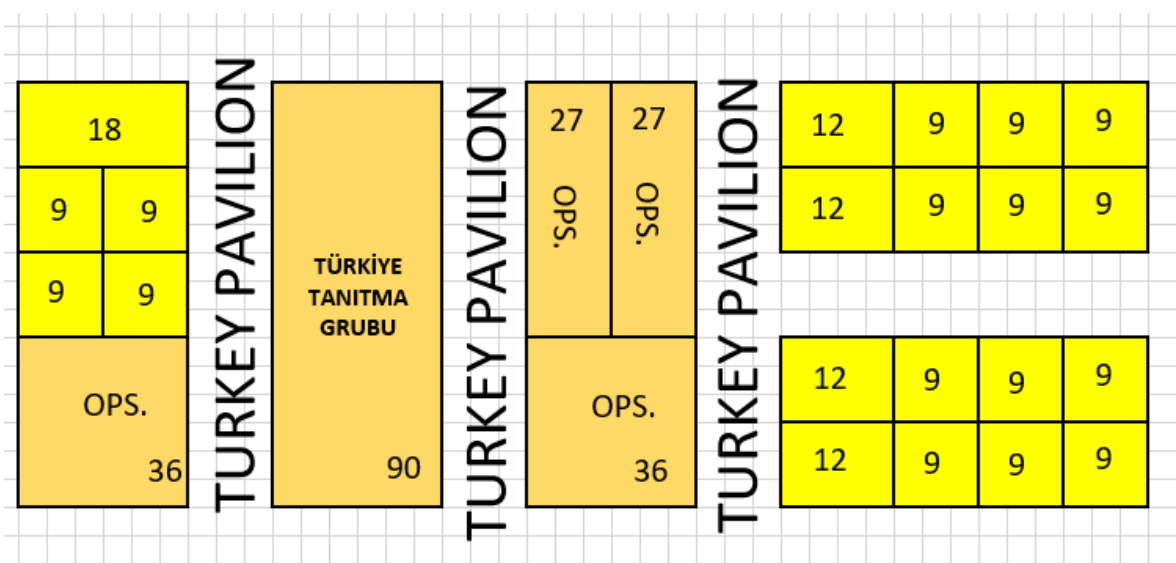 18
9 9
9 9
OPS.
36
TURKEY PAVILION
TÜRKİYE
TANITMA
GRUBU
90
TURKEY PAVILION
27 27
OPS. OPS.
OPS.
36
TURKEY PAVILION
12 9 9 9
12 9 9 9
12 9 9 9
12 9 9 9